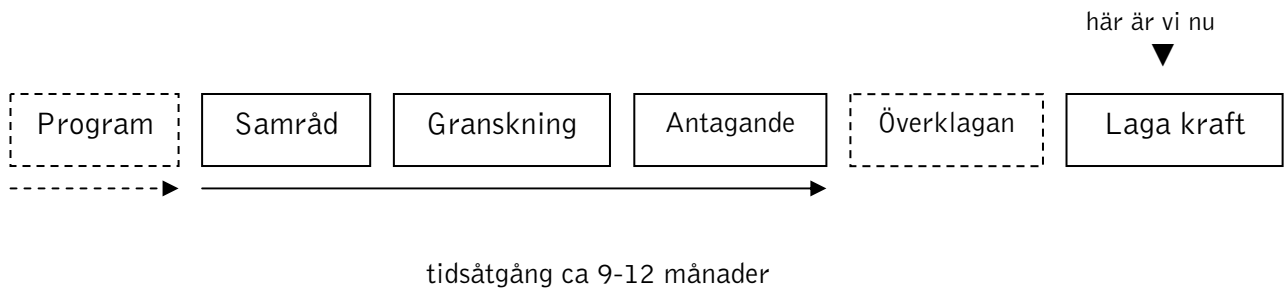 här är vi nu
Program Samråd Granskning Antagande Överklagan Laga kraft
tidsåtgång ca 9-12 månader